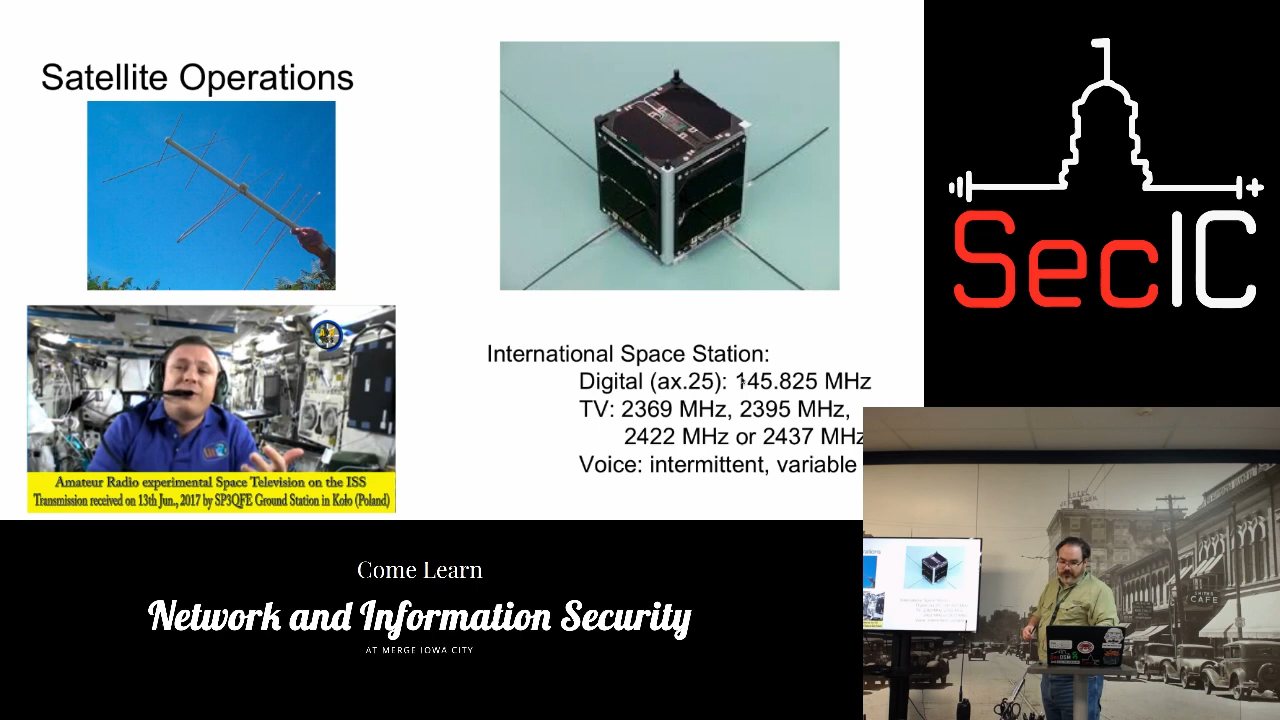 Satellite Operations
International Space Station:
Digital (ax.25): 145.825 MHz
TV: 2369 MHz, 2395 MHz,
2422 MHz or 2437 MHz
Voice: intermittent, variable
Amateur Radio experimental Space Television on the ISS
Transmission received on 13th Jun., 2017 by SP3QFE Ground Station in Koło (Poland)
SecIC
Come Learn
Network and Information Security
AT MERGE IOWA CITY
CAFE